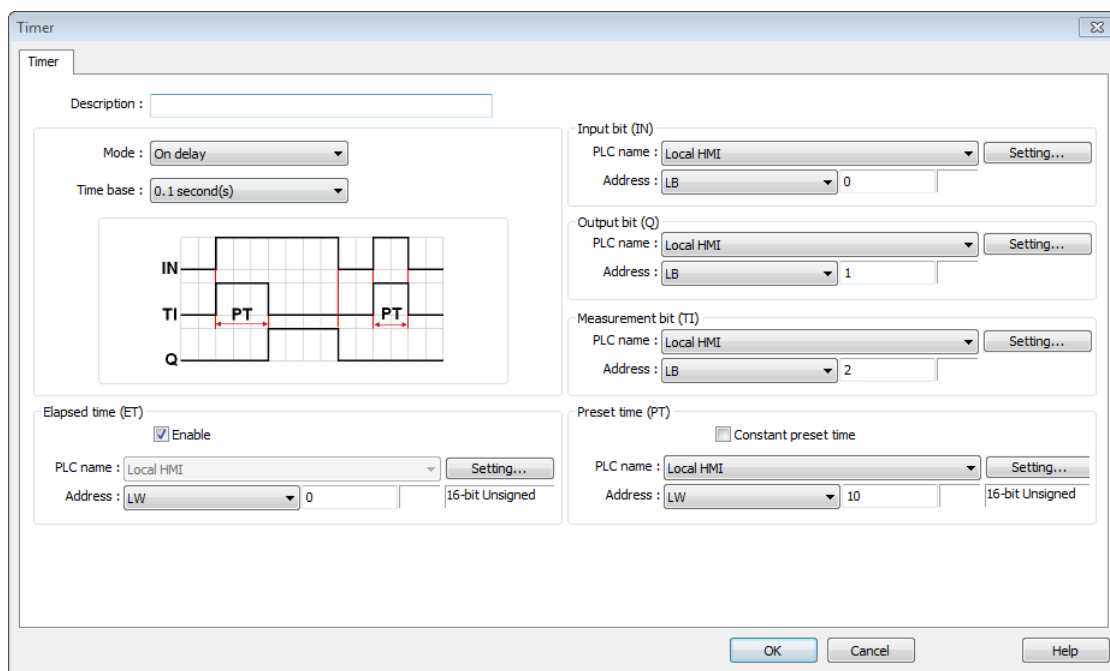 Timer
Timer
Description :
Mode : On delay
Time base : 0.1 second(s)
IN
TI
PT
PT
Q
Elapsed time (ET)
Enable
PLC name : Local HMI Setting...
Address : LW 0 16-bit Unsigned
Input bit (IN)
PLC name : Local HMI Setting...
Address : LB 0
Output bit (Q)
PLC name : Local HMI Setting...
Address : LB 1
Measurement bit (TI)
PLC name : Local HMI Setting...
Address : LB 2
Preset time (PT)
Constant preset time
PLC name : Local HMI Setting...
Address : LW 10 16-bit Unsigned
OK Cancel Help